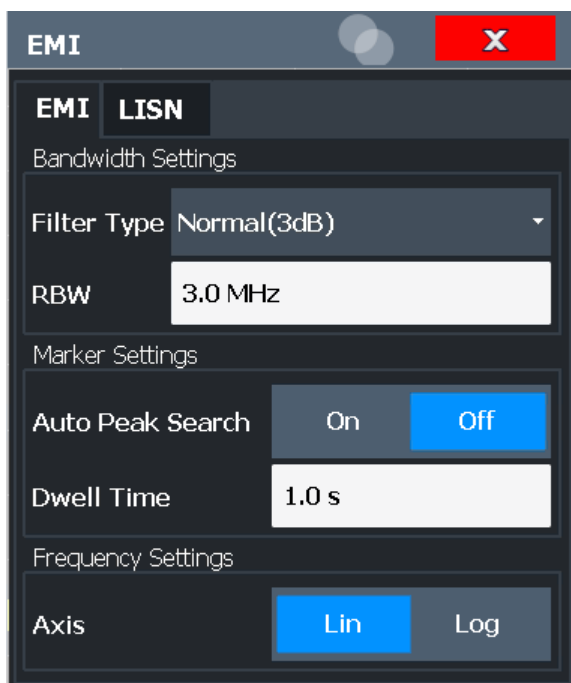 EMI
X
EMI LISN
Bandwidth Settings
Filter Type Normal(3dB)
RBW 3.0 MHz
Marker Settings
Auto Peak Search On Off
Dwell Time 1.0 s
Frequency Settings
Axis Lin Log